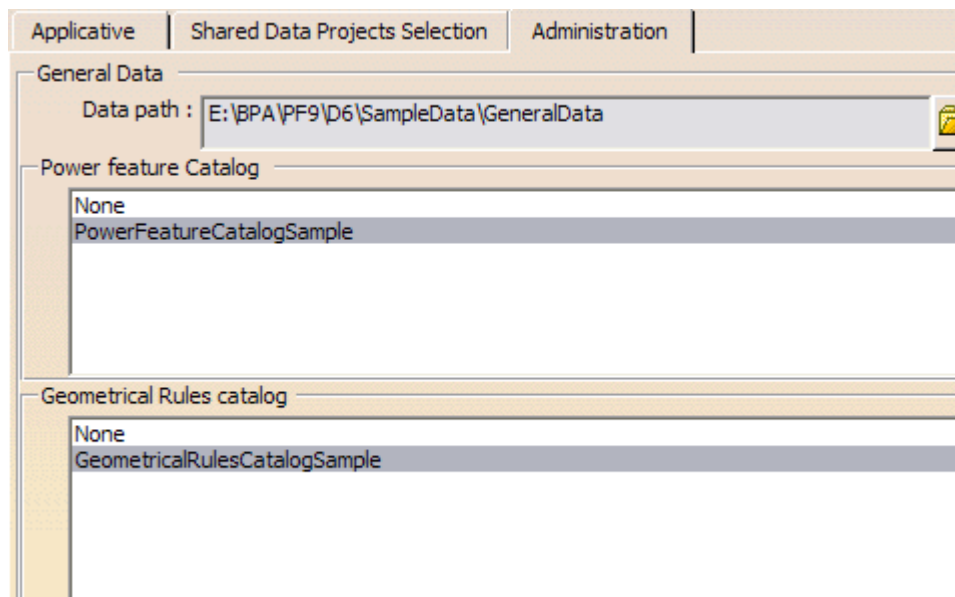 Applicative Shared Data Projects Selection Administration
General Data
Data path : E:\BPA\PF9\D6\SampleData\GeneralData
Power feature Catalog
None
PowerFeatureCatalogSample
Geometrical Rules catalog
None
GeometricalRulesCatalogSample